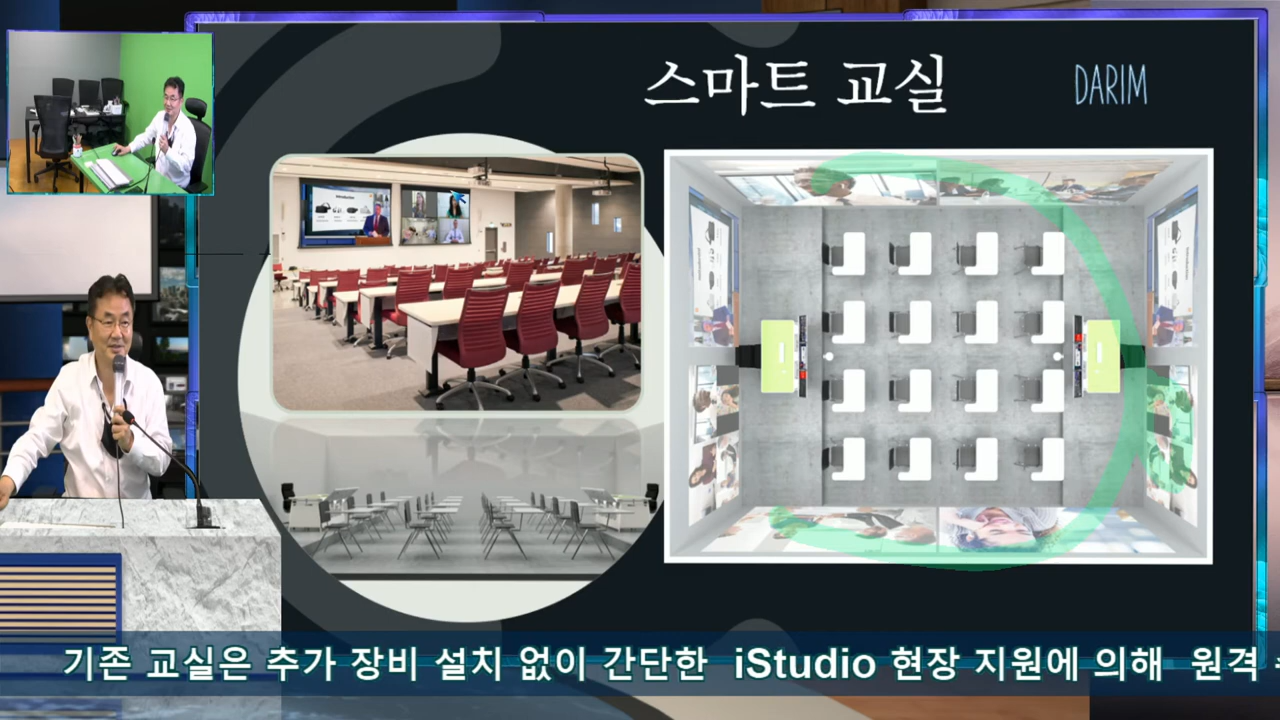 스마트 교실
DARIM
Introduction
기존 교실은 추가 장비 설치 없이 간단한 iStudio 현장 지원에 의해 원격